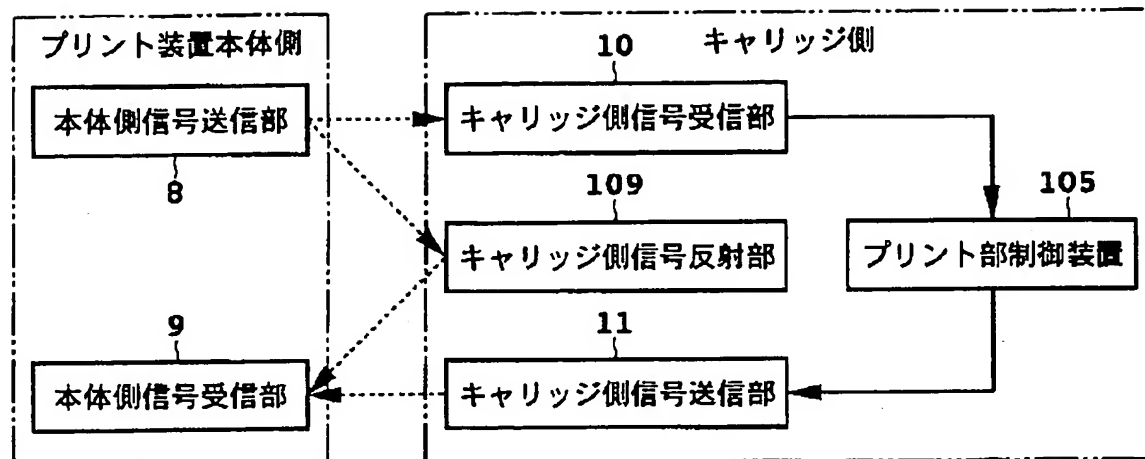 プリント装置本体側
本体側信号送信部
8
9
本体側信号受信部
キャリッジ側
10
キャリッジ側信号受信部
109
キャリッジ側信号反射部
105
プリント部制御装置
11
キャリッジ側信号送信部